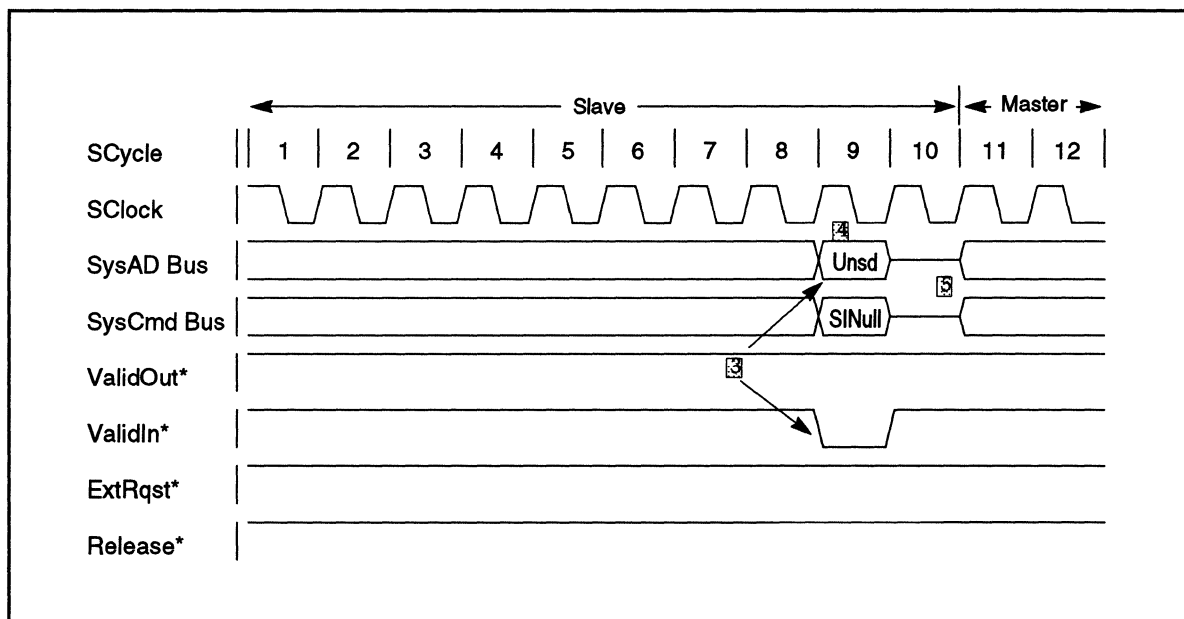 Slave Master
SCycle 1 2 3 4 5 6 7 8 9 10 11 12
SClock
4
SysAD Bus Unsd
5
SysCmd Bus SINull
3
ValidOut*
ValidIn*
ExtRqst*
Release*